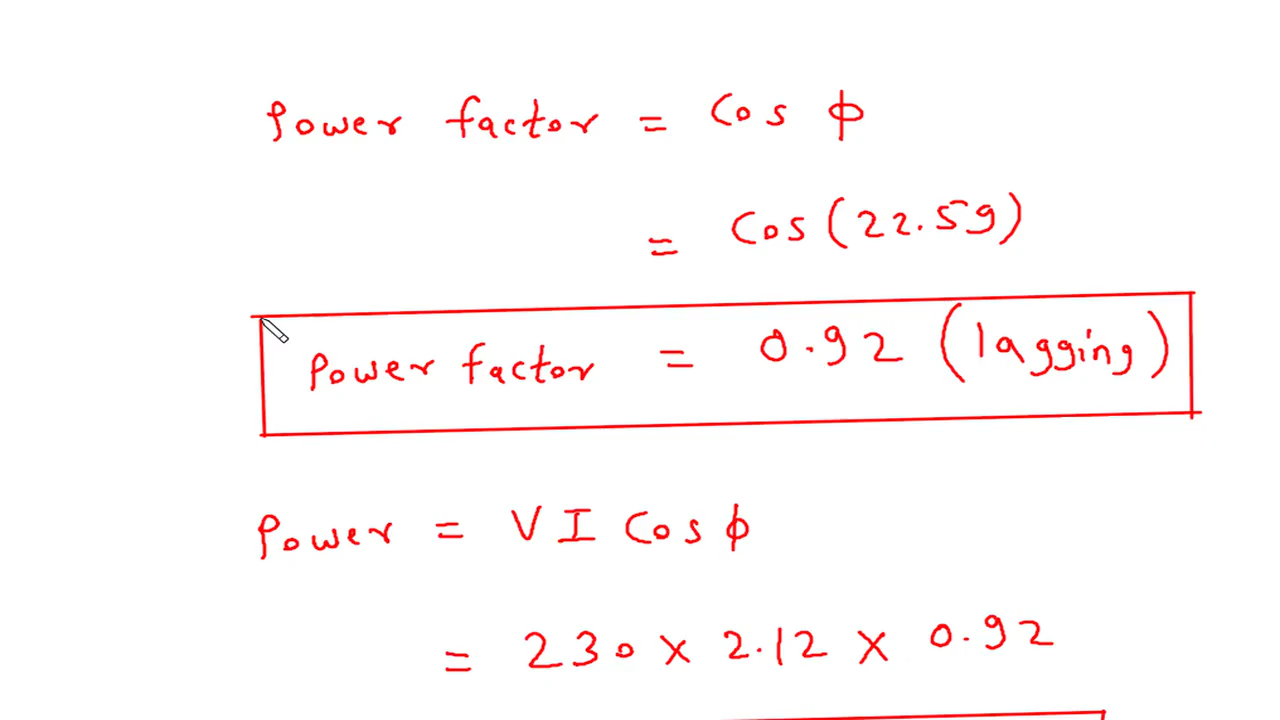 Power factor = Cos ϕ
= Cos (22.59)
Power factor = 0.92 (lagging)
Power = V I Cos ϕ
= 230 × 2.12 × 0.92